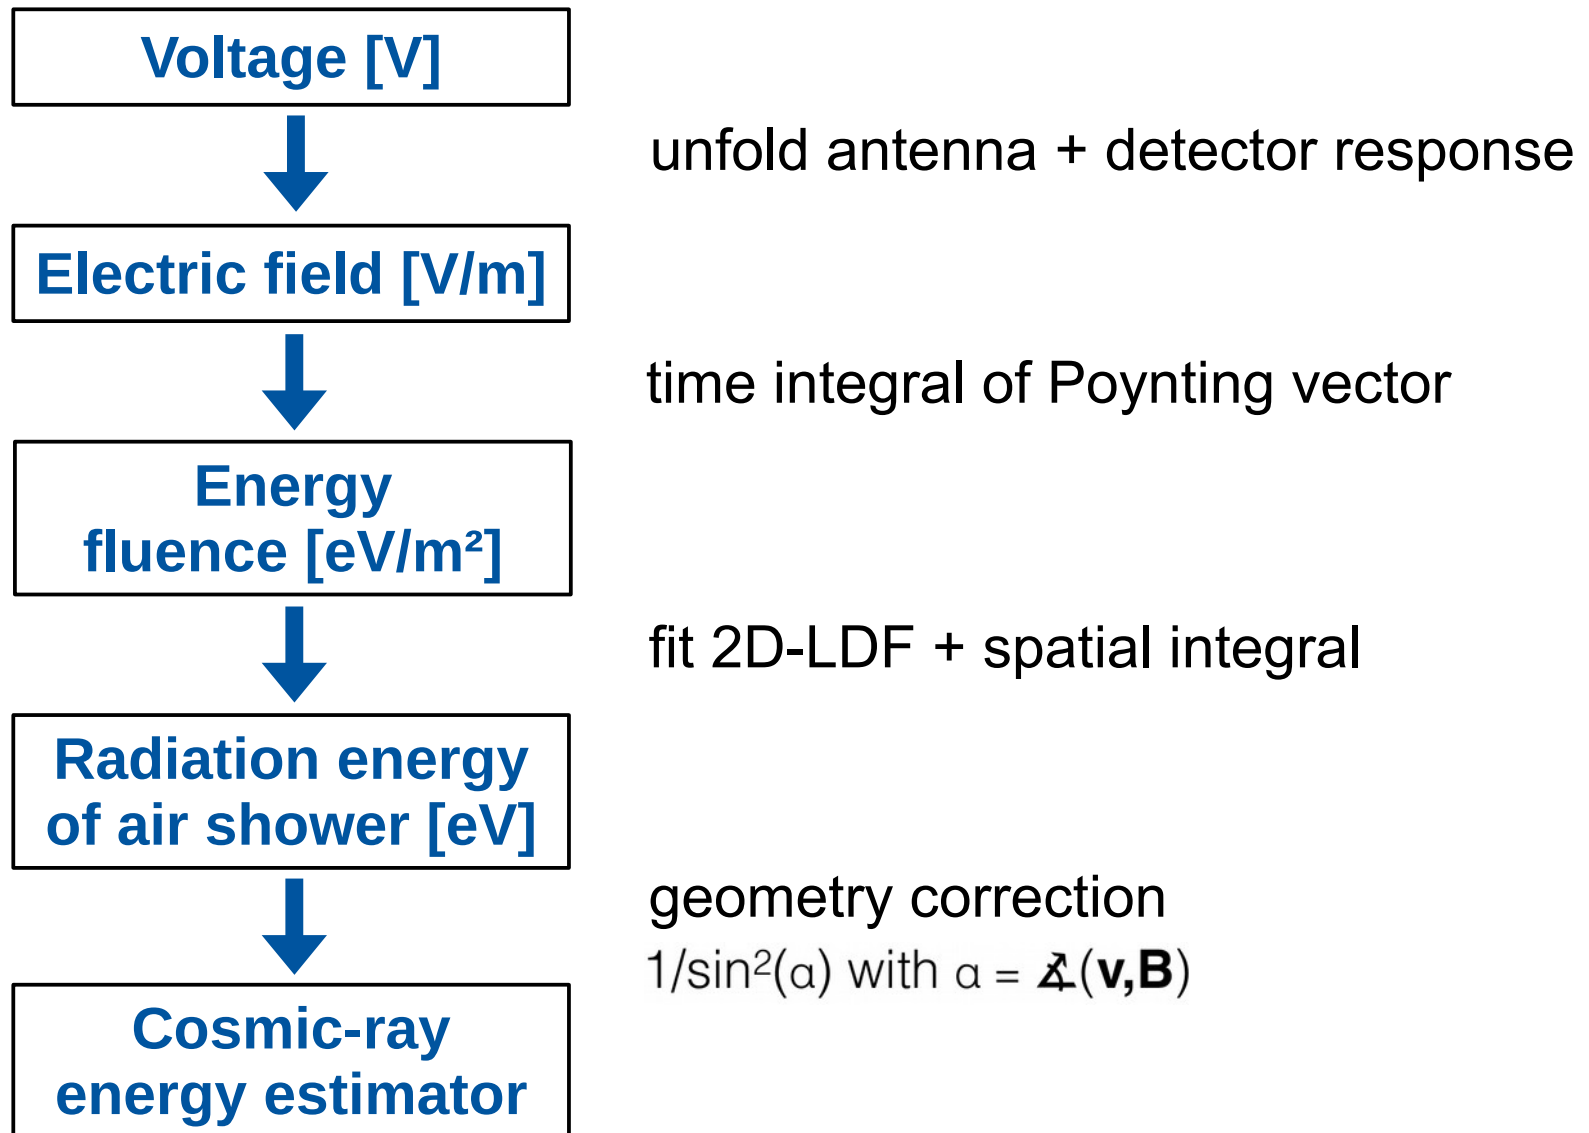 Voltage [V]
unfold antenna + detector response
Electric field [V/m]
time integral of Poynting vector
Energy
fluence [eV/m²]
fit 2D-LDF + spatial integral
Radiation energy
of air shower [eV]
geometry correction
1/sin²(α) with α = ∡(v,B)
Cosmic-ray
energy estimator